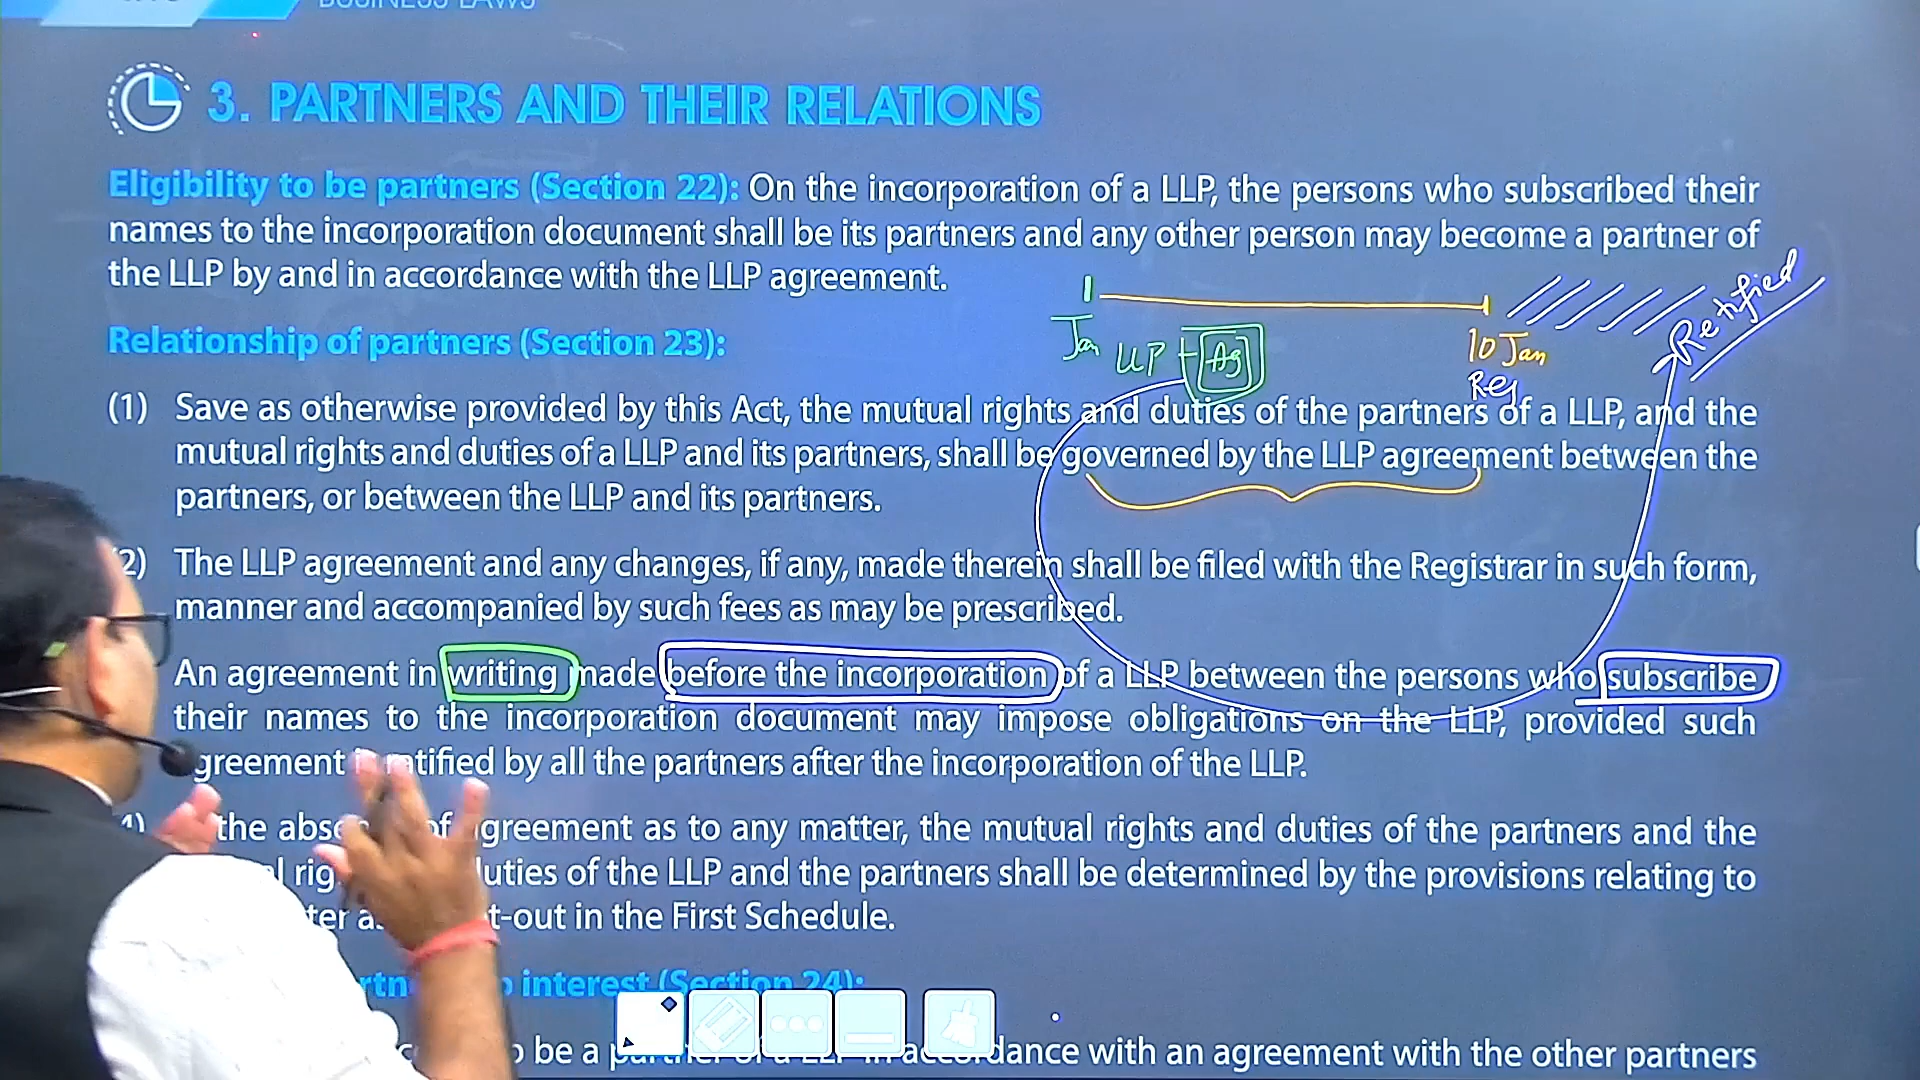 BUSINESS LAWS
3. PARTNERS AND THEIR RELATIONS
Eligibility to be partners (Section 22): On the incorporation of a LLP, the persons who subscribed their
names to the incorporation document shall be its partners and any other person may become a partner of
the LLP by and in accordance with the LLP agreement.
1
Jan
LLP - Ag
10 Jan
Reg
Retified
Relationship of partners (Section 23):
(1) Save as otherwise provided by this Act, the mutual rights and duties of the partners of a LLP, and the
mutual rights and duties of a LLP and its partners, shall be governed by the LLP agreement between the
partners, or between the LLP and its partners.
2) The LLP agreement and any changes, if any, made therein shall be filed with the Registrar in such form,
manner and accompanied by such fees as may be prescribed.
An agreement in writing made before the incorporation of a LLP between the persons who subscribe
their names to the incorporation document may impose obligations on the LLP, provided such
greement ratified by all the partners after the incorporation of the LLP.
4) the abse of greement as to any matter, the mutual rights and duties of the partners and the
l rig uties of the LLP and the partners shall be determined by the provisions relating to
ter a t-out in the First Schedule.
rtn p interest (Section 24):
o be a partner of a LLP in accordance with an agreement with the other partners